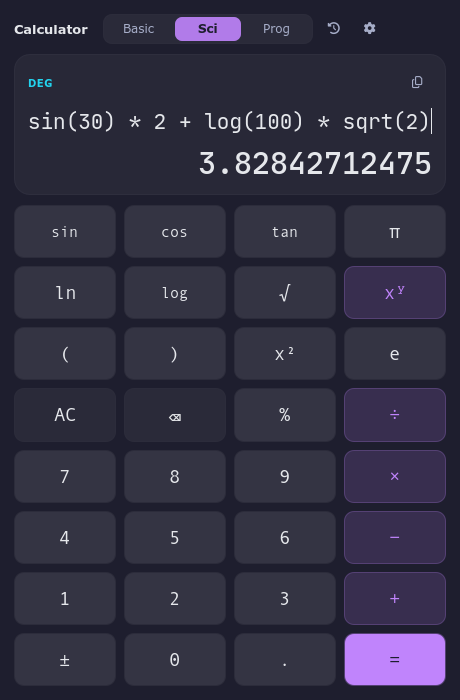 Calculator Basic Sci Prog
DEG
sin(30) * 2 + log(100) * sqrt(2)
3.82842712475
sin cos tan π
ln log √ xʸ
( ) x² e
AC ⌫ % ÷
7 8 9 ×
4 5 6 −
1 2 3 +
± 0 . =